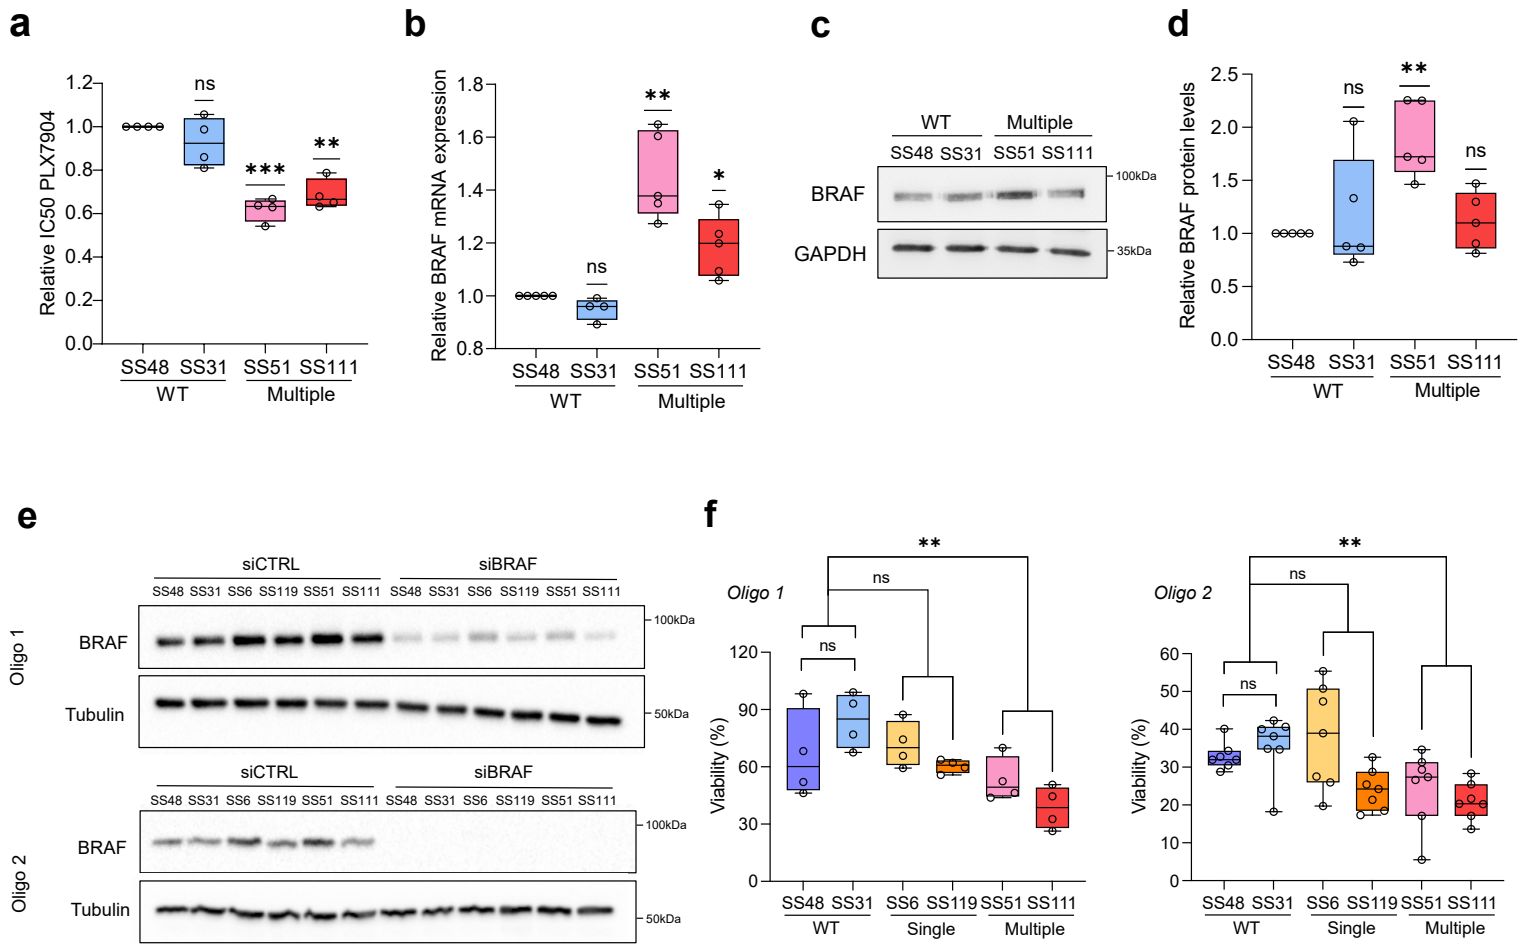 a
Relative IC50 PLX7904
1.2
1.0
0.8
0.6
0.4
0.2
0.0
ns
***
**
SS48 SS31 SS51 SS111
WT Multiple
b
Relative BRAF mRNA expression
1.8
1.6
1.4
1.2
1.0
0.8
ns
**
*
SS48 SS31 SS51 SS111
WT Multiple
c
WT Multiple
SS48 SS31 SS51 SS111
BRAF
100kDa
GAPDH
35kDa
d
Relative BRAF protein levels
2.5
2.0
1.5
1.0
0.5
0.0
ns
**
ns
SS48 SS31 SS51 SS111
WT Multiple
e
siCTRL siBRAF
SS48 SS31 SS6 SS119 SS51 SS111 SS48 SS31 SS6 SS119 SS51 SS111
Oligo 1
BRAF
100kDa
Tubulin
50kDa
siCTRL siBRAF
SS48 SS31 SS6 SS119 SS51 SS111 SS48 SS31 SS6 SS119 SS51 SS111
Oligo 2
BRAF
100kDa
Tubulin
50kDa
f
Oligo 1
**
ns
ns
Viability (%)
120
90
60
30
0
SS48 SS31 SS6 SS119 SS51 SS111
WT Single Multiple
Oligo 2
**
ns
ns
Viability (%)
60
50
40
30
20
10
0
SS48 SS31 SS6 SS119 SS51 SS111
WT Single Multiple